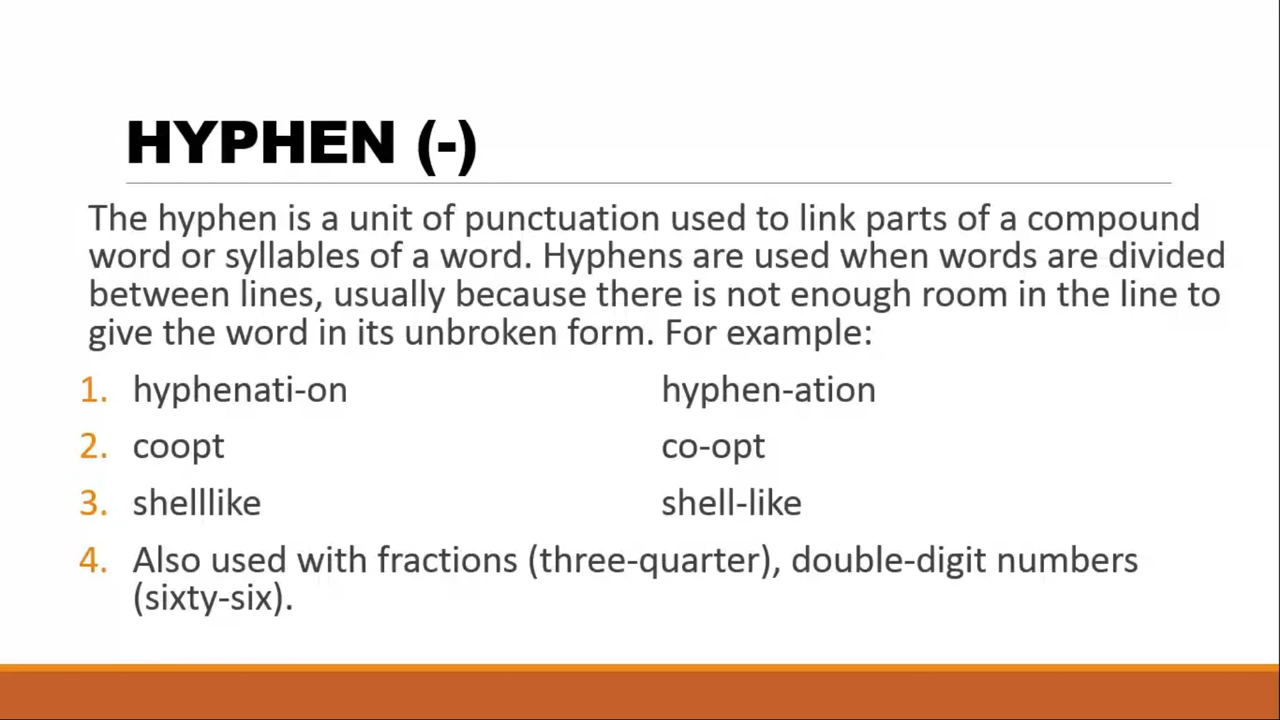 HYPHEN (-)
The hyphen is a unit of punctuation used to link parts of a compound
word or syllables of a word. Hyphens are used when words are divided
between lines, usually because there is not enough room in the line to
give the word in its unbroken form. For example:
1. hyphenati-on hyphen-ation
2. coopt co-opt
3. shelllike shell-like
4. Also used with fractions (three-quarter), double-digit numbers
(sixty-six).